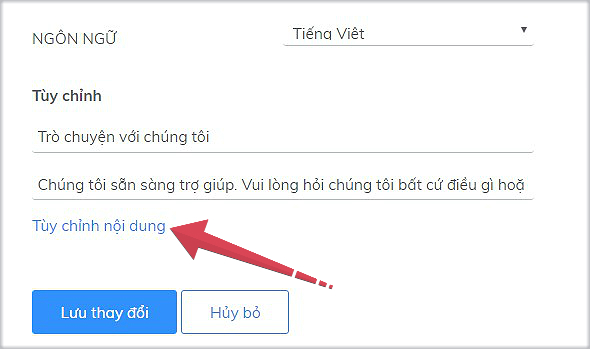 NGÔN NGỮ
Tiếng Việt
Tùy chỉnh
Trò chuyện với chúng tôi
Chúng tôi sẵn sàng trợ giúp. Vui lòng hỏi chúng tôi bất cứ điều gì hoặ
Tùy chỉnh nội dung
Lưu thay đổi
Hủy bỏ